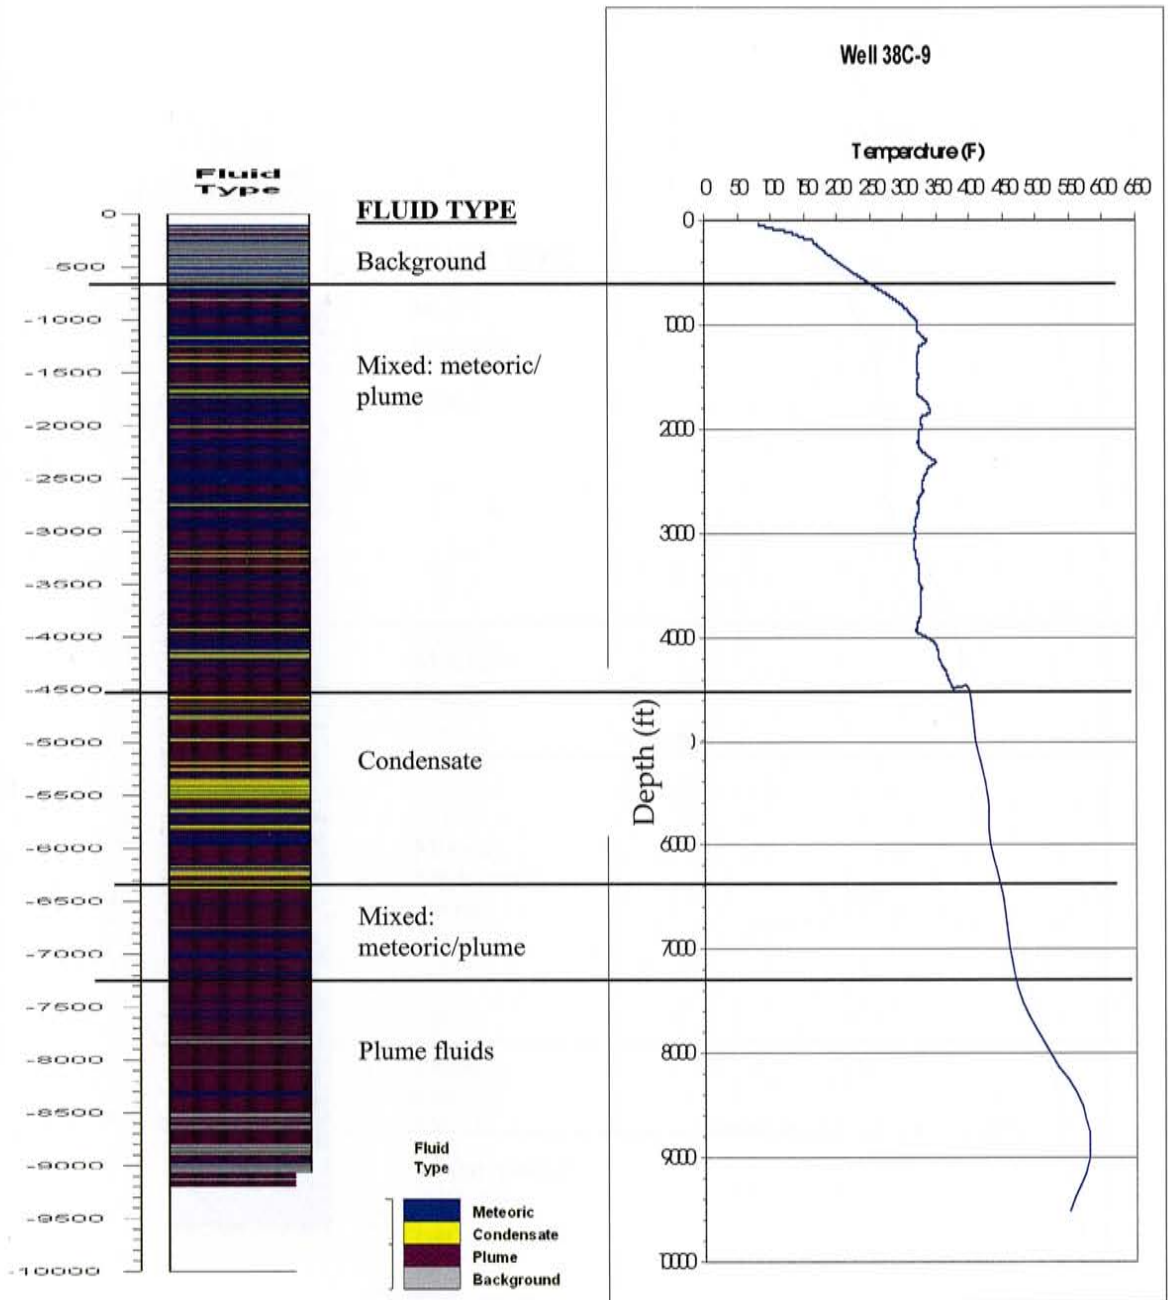 Well 38C-9
Temperature (F)
0 50 100 150 200 250 300 350 400 450 500 550 600 650
Fluid
Type
FLUID TYPE
0
-500
-1000
-1500
-2000
-2500
-3000
-3500
-4000
-4500
-5000
-5500
-6000
-6500
-7000
-7500
-8000
-8500
-9000
-9500
-10000
Background
Mixed: meteoric/
plume
Condensate
Mixed:
meteoric/plume
Plume fluids
Fluid
Type
Meteoric
Condensate
Plume
Background
Depth (ft)
0
1000
2000
3000
4000
)
6000
7000
8000
9000
10000